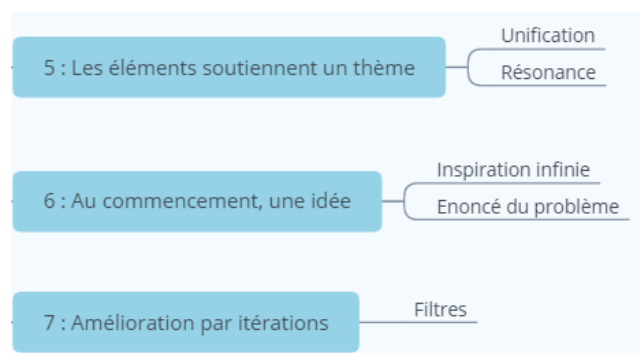 5 : Les éléments soutiennent un thème
Unification
Résonance
6 : Au commencement, une idée
Inspiration infinie
Enoncé du problème
7 : Amélioration par itérations
Filtres